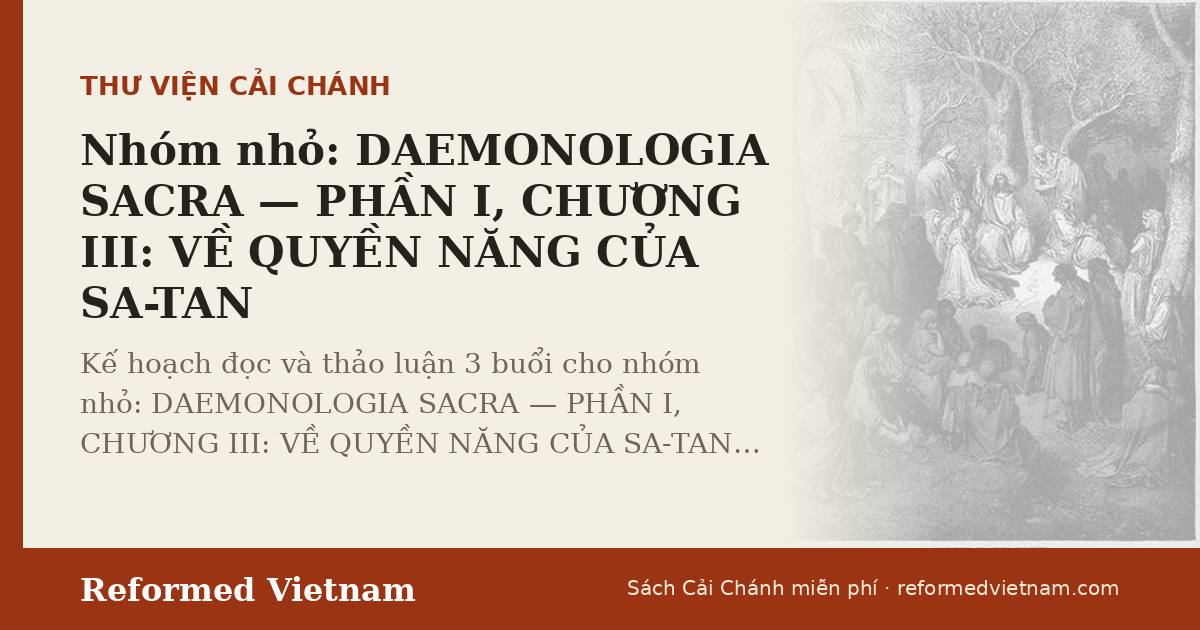 THƯ VIỆN CẢI CHÁNH
Nhóm nhỏ: DAEMONOLOGIA
SACRA — PHẦN I, CHƯƠNG
III: VỀ QUYỀN NĂNG CỦA
SA-TAN
Kế hoạch đọc và thảo luận 3 buổi cho nhóm
nhỏ: DAEMONOLOGIA SACRA — PHẦN I,
CHƯƠNG III: VỀ QUYỀN NĂNG CỦA SA-TAN…
Reformed Vietnam
Sách Cải Chánh miễn phí · reformedvietnam.com